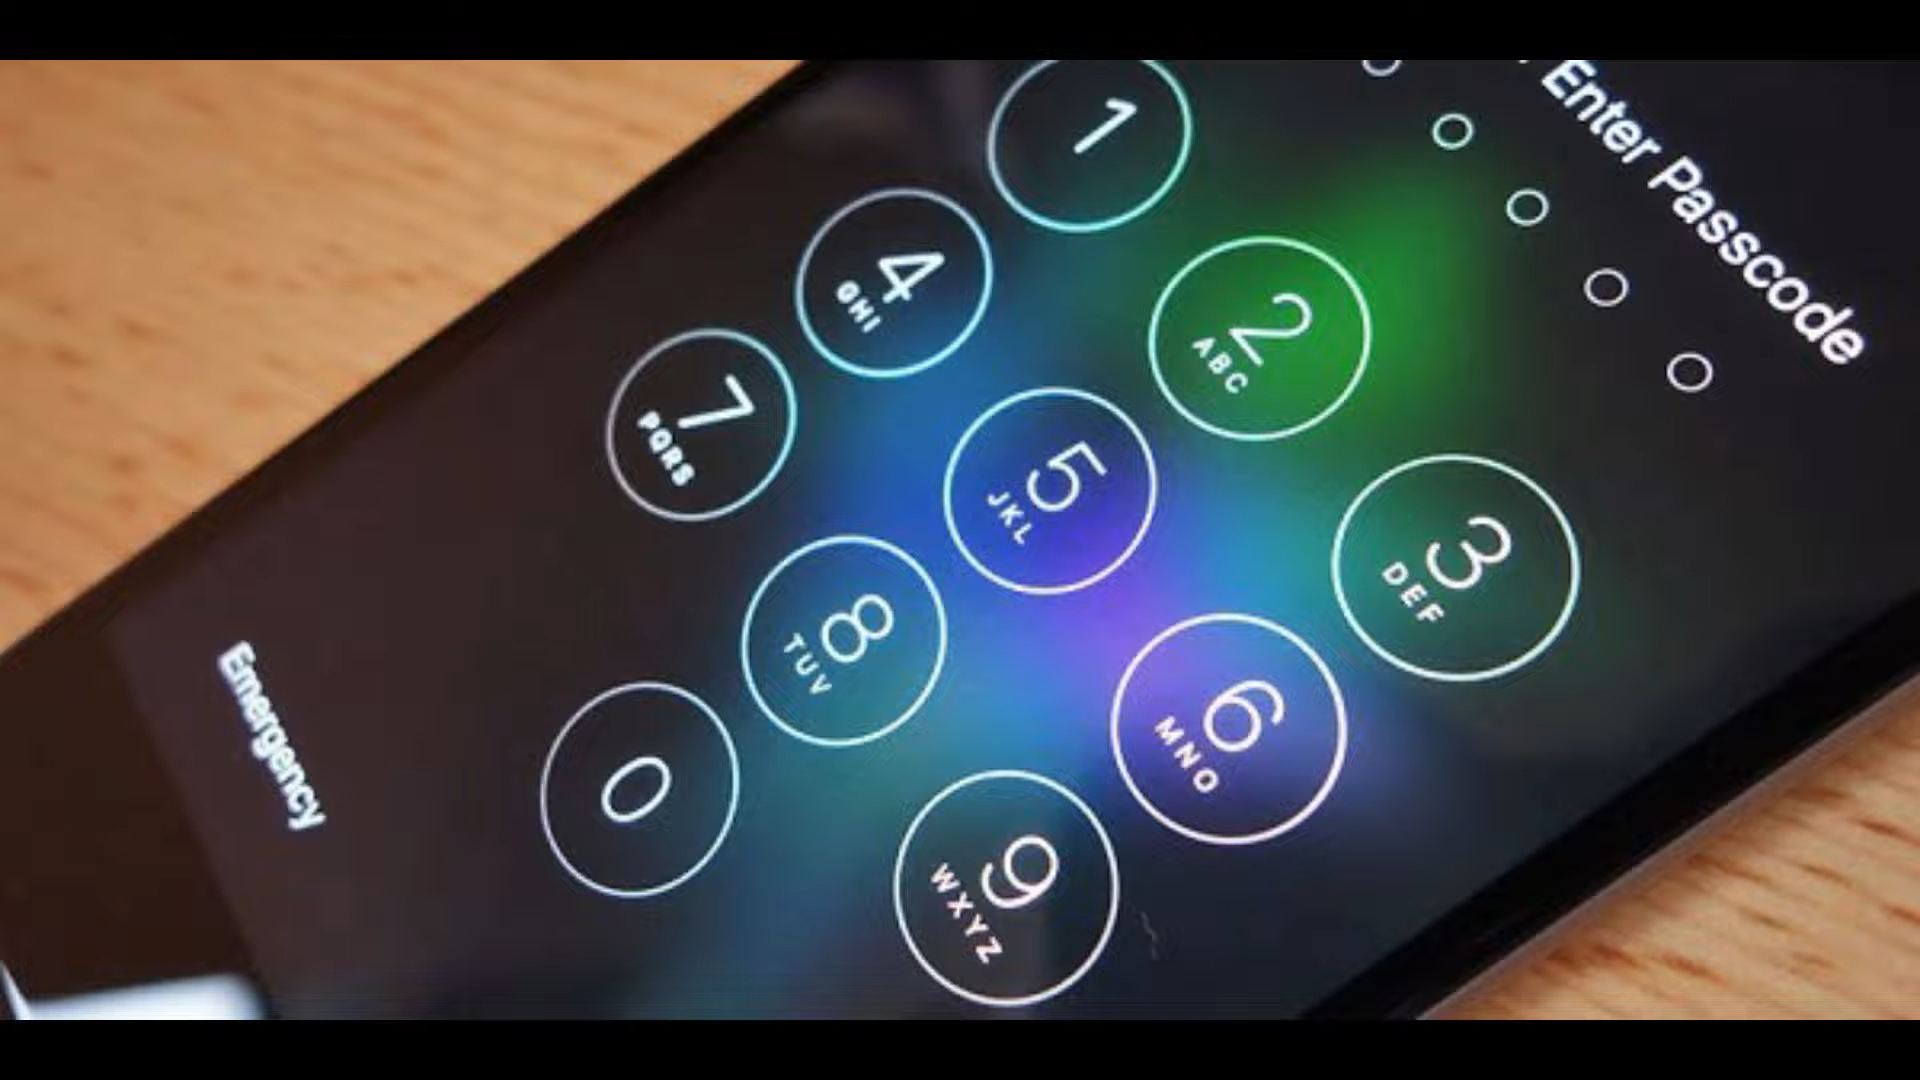 Enter Passcode
1
2
ABC
3
DEF
4
GHI
5
JKL
6
MNO
7
PQRS
8
TUV
9
WXYZ
0
Emergency